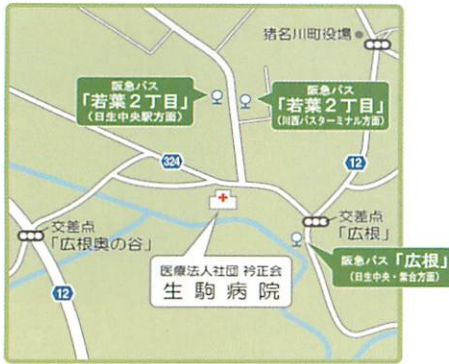 猪名川町役場
阪急バス
「若葉2丁目」
(日生中央駅方面)
阪急バス
「若葉2丁目」
(川西バスターミナル方面)
324
12
交差点
「広根奥の谷」
交差点
「広根」
医療法人社団 衿正会
生駒病院
阪急バス「広根」
(日生中央・紫合方面)
12